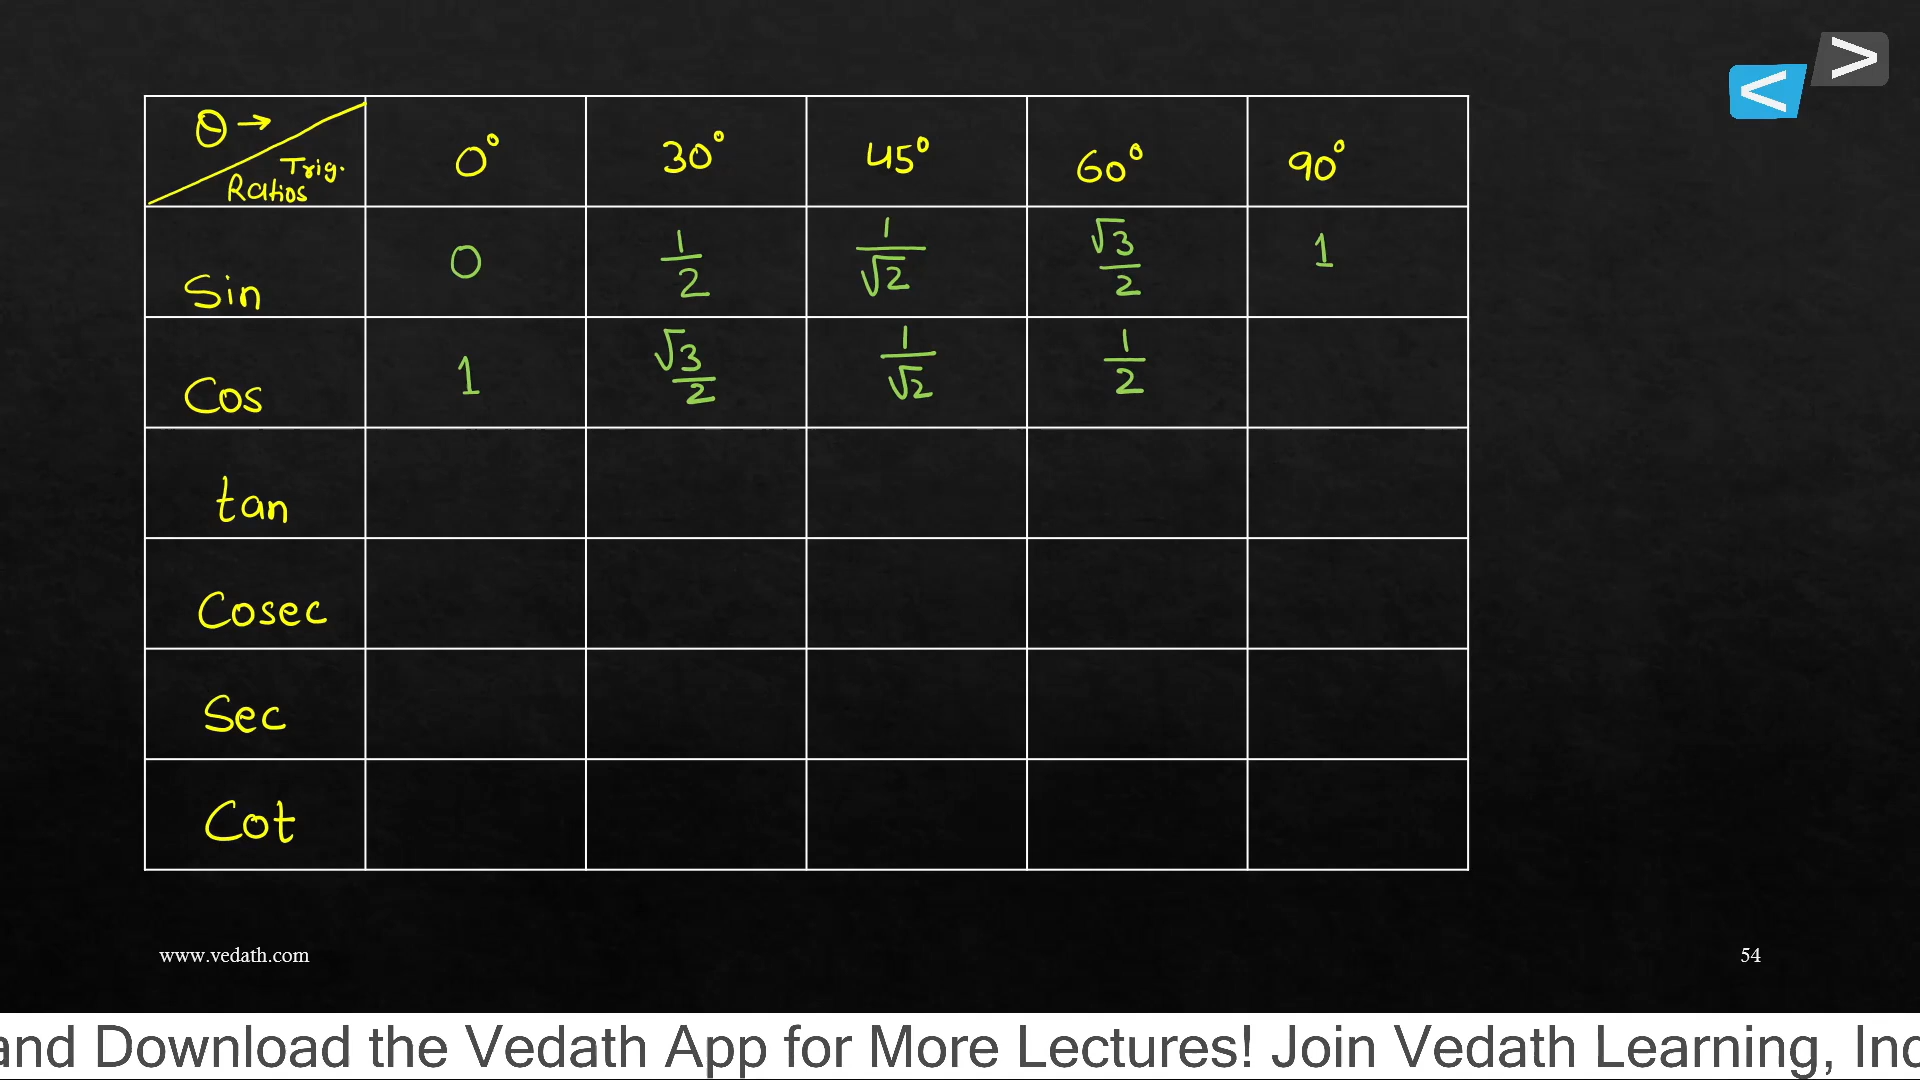 θ →
Trig.
Ratios
0° 30° 45° 60° 90°
Sin 0 1/2 1/√2 √3/2 1
Cos 1 √3/2 1/√2 1/2
tan
Cosec
Sec
Cot
www.vedath.com 54
and Download the Vedath App for More Lectures! Join Vedath Learning,